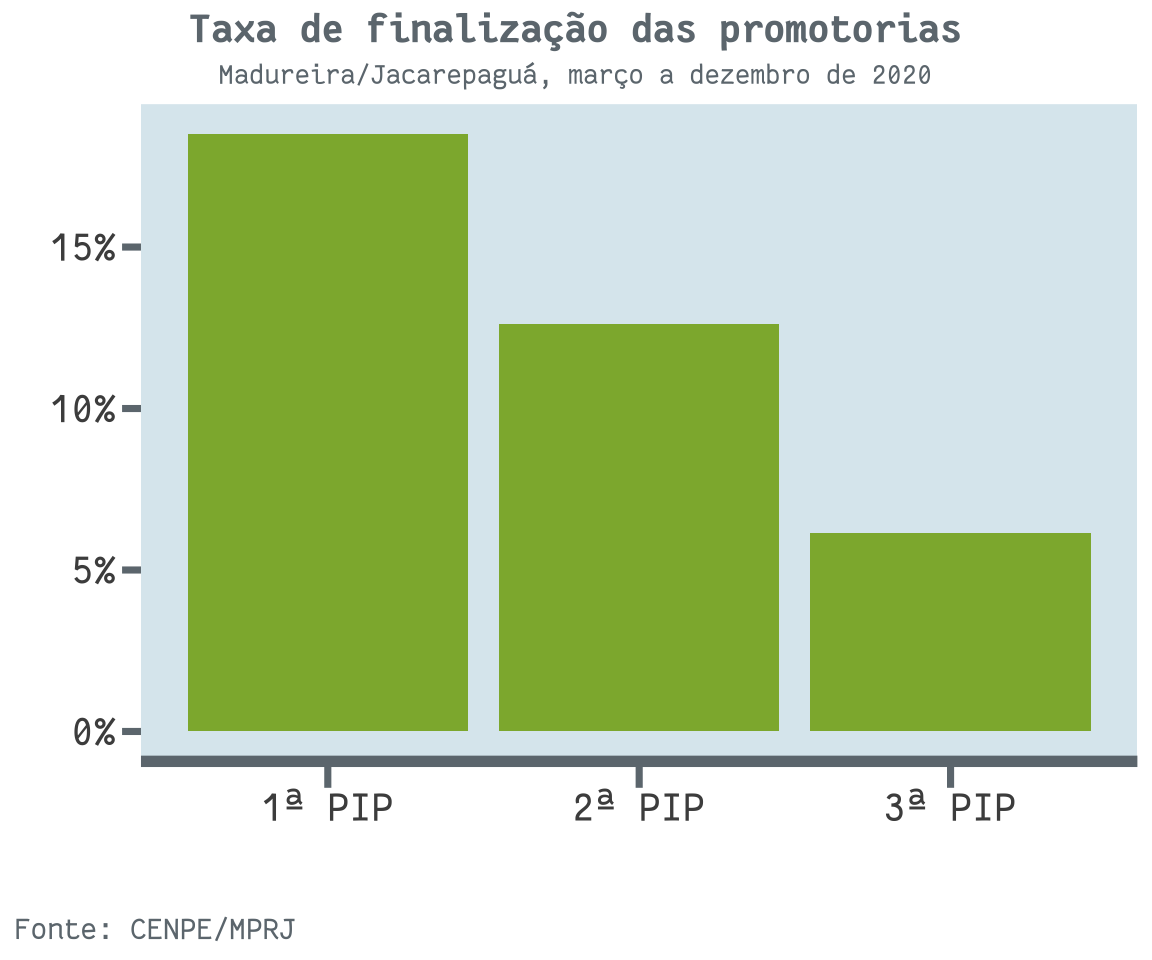 Taxa de finalização das promotorias
Madureira/Jacarepaguá, março a dezembro de 2020
15%
10%
5%
0%
1ª PIP 2ª PIP 3ª PIP
Fonte: CENPE/MPRJ